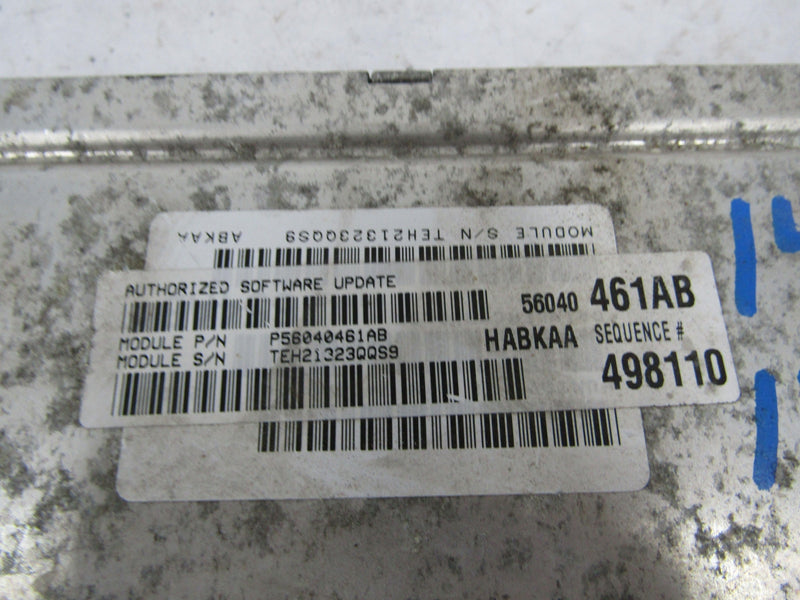 MODULE S/N TEH21323QQS9 ABKAA
AUTHORIZED SOFTWARE UPDATE
56040 461AB
MODULE P/N P56040461AB
HABKAA SEQUENCE #
MODULE S/N TEH21323QQS9
498110